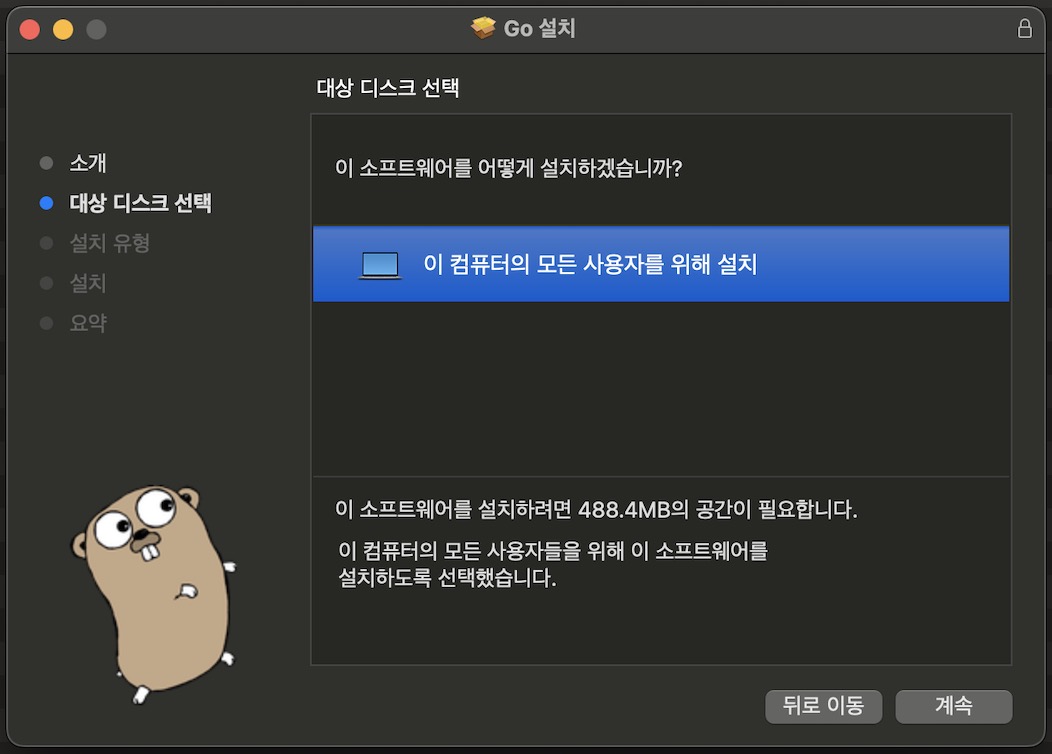 Go 설치
대상 디스크 선택
소개
대상 디스크 선택
설치 유형
설치
요약
이 소프트웨어를 어떻게 설치하겠습니까?
이 컴퓨터의 모든 사용자를 위해 설치
이 소프트웨어를 설치하려면 488.4MB의 공간이 필요합니다.
이 컴퓨터의 모든 사용자들을 위해 이 소프트웨어를
설치하도록 선택했습니다.
뒤로 이동
계속